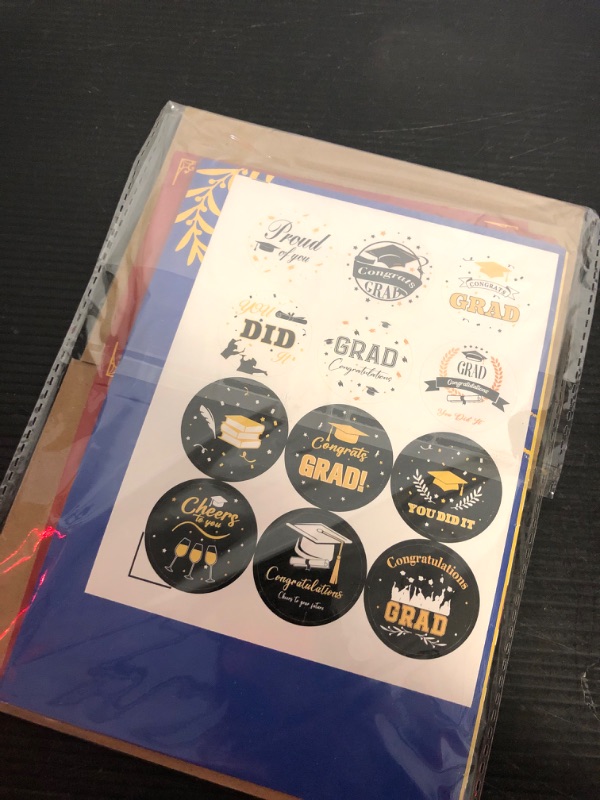 Proud
of you
Congrats
GRAD
CONGRATS
GRAD
YOU
DID
IT
GRAD
Congratulations
GRAD
Congratulations
You Did It
Congrats
GRAD!
YOU DID IT
Cheers
to you
Congratulations
Cheers to your future
Congratulations
GRAD